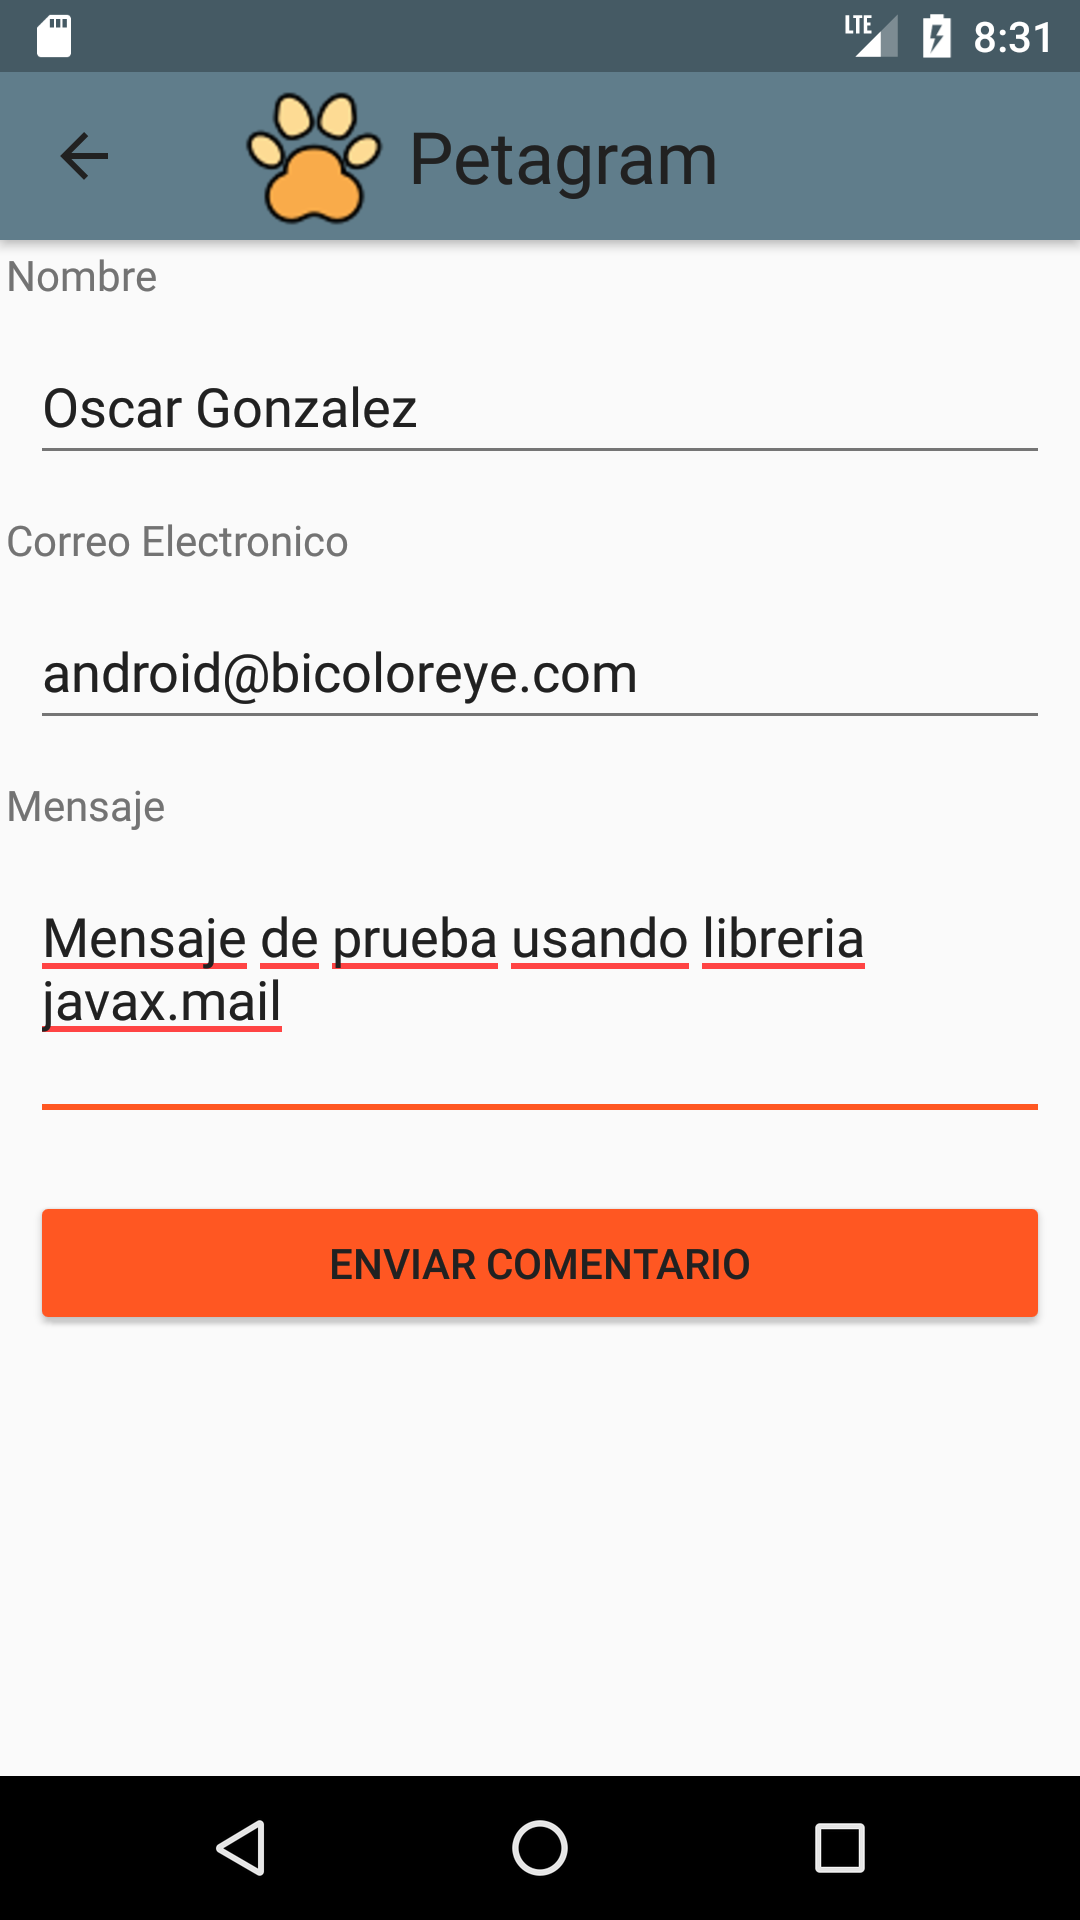 LTE 8:31
Petagram
Nombre
Oscar Gonzalez
Correo Electronico
android@bicoloreye.com
Mensaje
Mensaje de prueba usando libreria
javax.mail
ENVIAR COMENTARIO